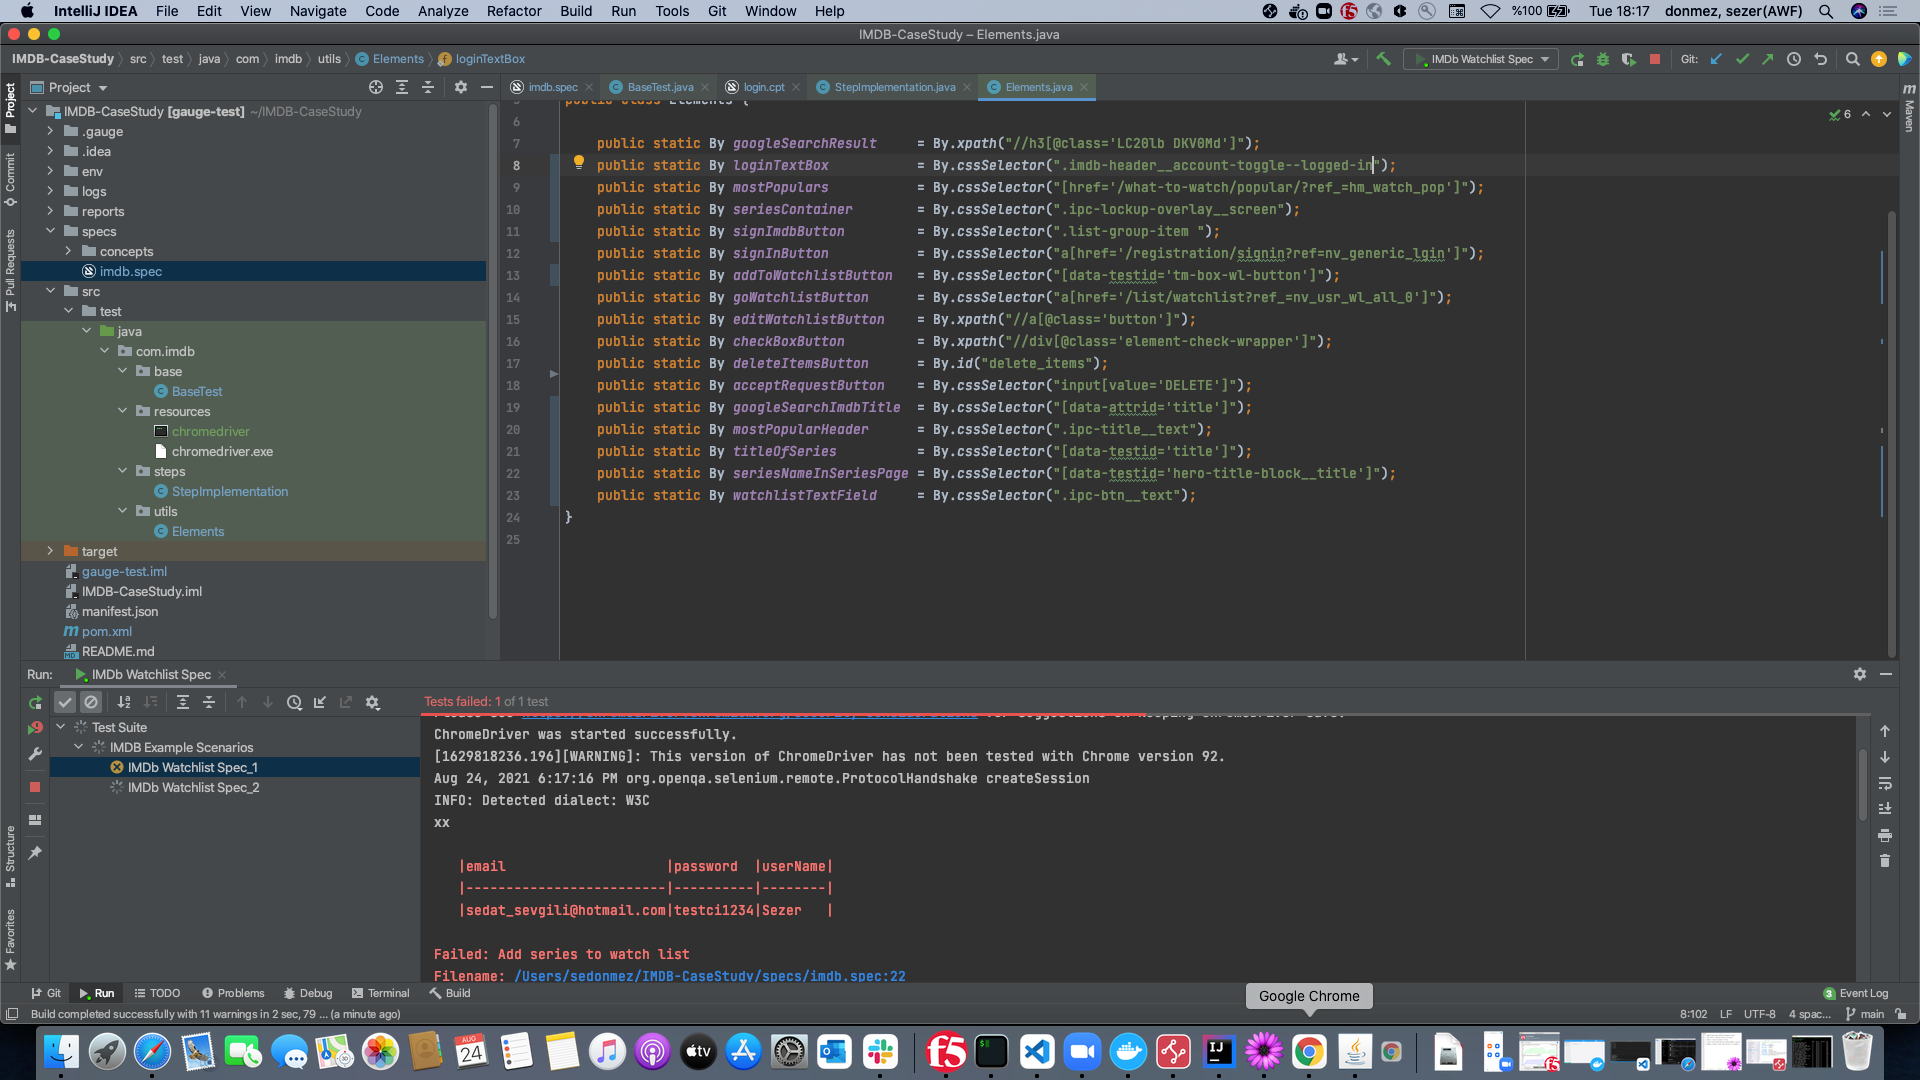 IntelliJ IDEA File Edit View Navigate Code Analyze Refactor Build Run Tools Git Window Help %100 Tue 18:17 donmez, sezer(AWF)
IMDB-CaseStudy – Elements.java
IMDB-CaseStudy src test java com imdb utils Elements loginTextBox IMDb Watchlist Spec Git:
Project imdb.spec BaseTest.java login.cpt StepImplementation.java Elements.java
Project
Commit
Pull Requests
Structure
Favorites
Maven
IMDB-CaseStudy [gauge-test] ~/IMDB-CaseStudy
.gauge
.idea
env
logs
reports
specs
concepts
imdb.spec
src
test
java
com.imdb
base
BaseTest
resources
chromedriver
chromedriver.exe
steps
StepImplementation
utils
Elements
target
gauge-test.iml
IMDB-CaseStudy.iml
manifest.json
pom.xml
README.md
6
public class Elements {
6
7 public static By googleSearchResult = By.xpath("//h3[@class='LC20lb DKV0Md']");
8 public static By loginTextBox = By.cssSelector(".imdb-header__account-toggle--logged-in");
9 public static By mostPopulars = By.cssSelector("[href='/what-to-watch/popular/?ref_=hm_watch_pop']");
10 public static By seriesContainer = By.cssSelector(".ipc-lockup-overlay__screen");
11 public static By signImdbButton = By.cssSelector(".list-group-item ");
12 public static By signInButton = By.cssSelector("a[href='/registration/signin?ref=nv_generic_lgin']");
13 public static By addToWatchlistButton = By.cssSelector("[data-testid='tm-box-wl-button']");
14 public static By goWatchlistButton = By.cssSelector("a[href='/list/watchlist?ref_=nv_usr_wl_all_0']");
15 public static By editWatchlistButton = By.xpath("//a[@class='button']");
16 public static By checkBoxButton = By.xpath("//div[@class='element-check-wrapper']");
17 public static By deleteItemsButton = By.id("delete_items");
18 public static By acceptRequestButton = By.cssSelector("input[value='DELETE']");
19 public static By googleSearchImdbTitle = By.cssSelector("[data-attrid='title']");
20 public static By mostPopularHeader = By.cssSelector(".ipc-title__text");
21 public static By titleOfSeries = By.cssSelector("[data-testid='title']");
22 public static By seriesNameInSeriesPage = By.cssSelector("[data-testid='hero-title-block__title']");
23 public static By watchlistTextField = By.cssSelector(".ipc-btn__text");
24 }
25
Run: IMDb Watchlist Spec
Tests failed: 1 of 1 test
Test Suite
IMDB Example Scenarios
IMDb Watchlist Spec_1
IMDb Watchlist Spec_2
ChromeDriver was started successfully.
[1629818236.196][WARNING]: This version of ChromeDriver has not been tested with Chrome version 92.
Aug 24, 2021 6:17:16 PM org.openqa.selenium.remote.ProtocolHandshake createSession
INFO: Detected dialect: W3C
xx
|email |password |userName|
|-------------------------|----------|--------|
|sedat_sevgili@hotmail.com|testci1234|Sezer |
Failed: Add series to watch list
Filename: /Users/sedonmez/IMDB-CaseStudy/specs/imdb.spec:22
Google Chrome
Git Run TODO Problems Debug Terminal Build 3 Event Log
Build completed successfully with 11 warnings in 2 sec, 79 ... (a minute ago) 8:102 LF UTF-8 4 spac... main
AUG
24
tv
IJ